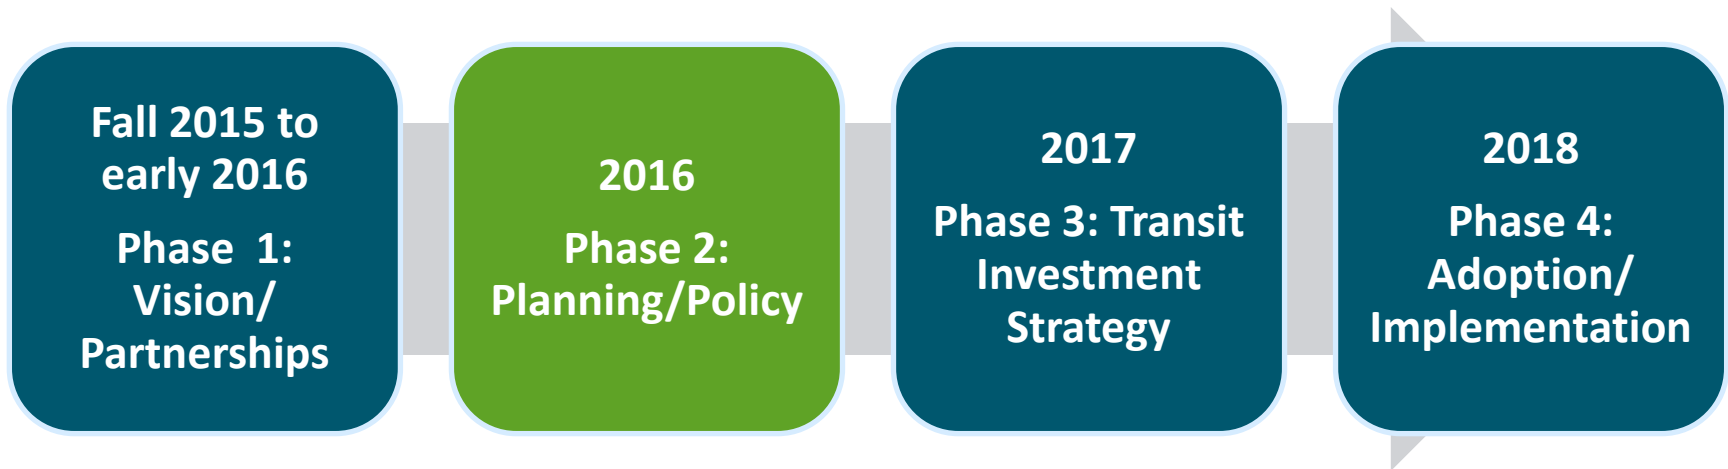 Fall 2015 to
early 2016
Phase  1:
Vision/
Partnerships
2016
Phase 2:
Planning/Policy
2017
Phase 3: Transit
Investment
Strategy
2018
Phase 4:
Adoption/
Implementation